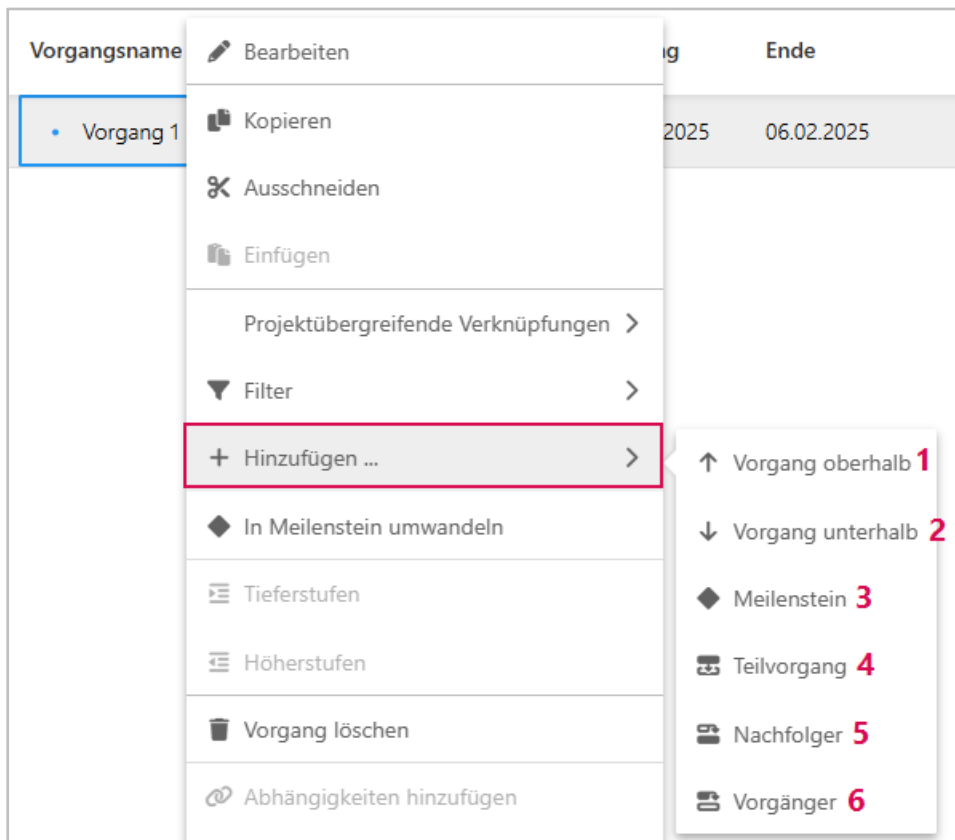 Vorgangsname
ng
Ende
Vorgang 1
2025
06.02.2025
Bearbeiten
Kopieren
Ausschneiden
Einfügen
Projektübergreifende Verknüpfungen
Filter
Hinzufügen ...
In Meilenstein umwandeln
Tieferstufen
Höherstufen
Vorgang löschen
Abhängigkeiten hinzufügen
Vorgang oberhalb 1
Vorgang unterhalb 2
Meilenstein 3
Teilvorgang 4
Nachfolger 5
Vorgänger 6